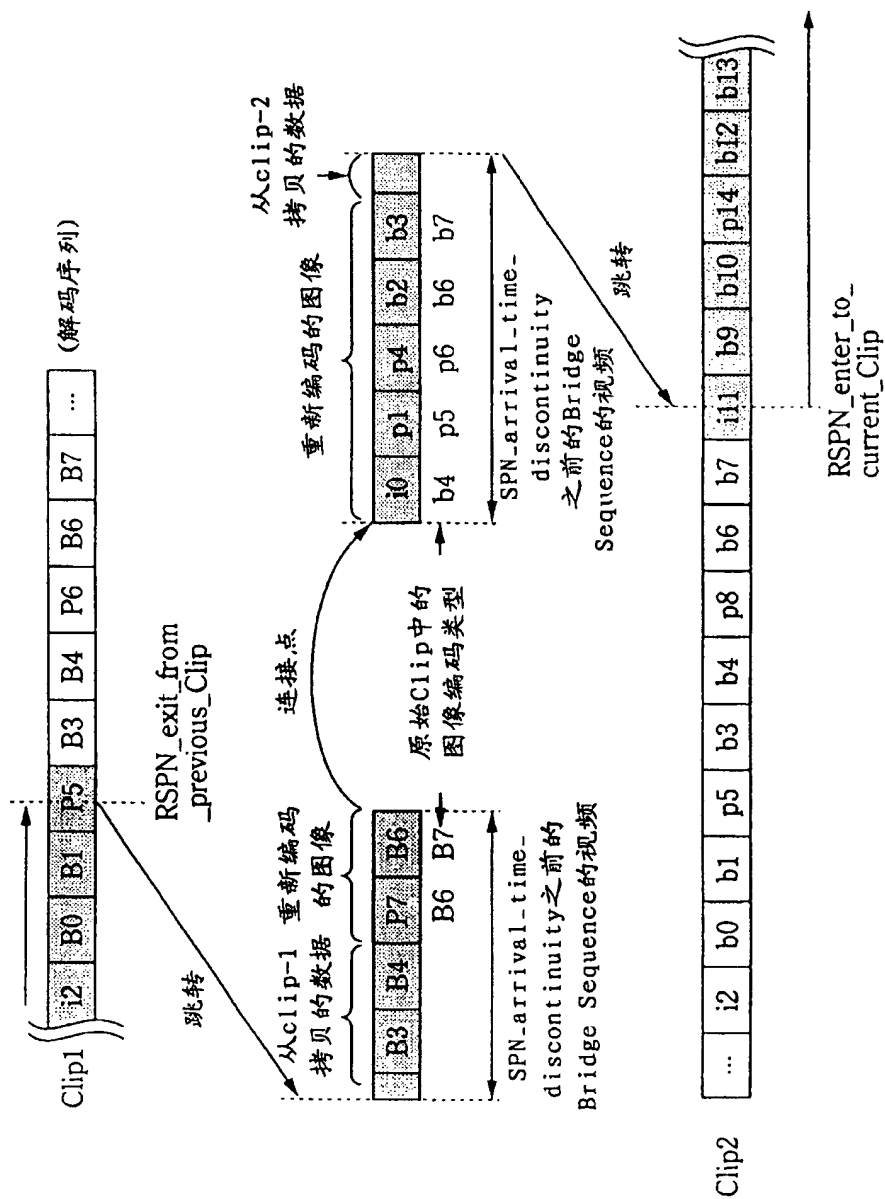 (解码序列)
Clip1
i2 B0 B1 P5 B3 B4 P6 B6 B7 ...
RSPN_exit_from
_previous_Clip
跳转
从clip-1
拷贝的数据
重新编码
的图像
连接点
重新编码的图像
从clip-2
拷贝的数据
B3 B4 P7 B6
B6 B7
i0 p1 p4 b2 b3
b4 p5 p6 b6 b7
原始Clip中的
图像编码类型
SPN_arrival_time_
discontinuity之前的
Bridge Sequence的视频
SPN_arrival_time_
discontinuity
之前的Bridge
Sequence的视频
跳转
Clip2
... i2 b0 b1 p5 b3 b4 p8 b6 b7 i11 b9 b10 p14 b12 b13
RSPN_enter_to_
current_Clip